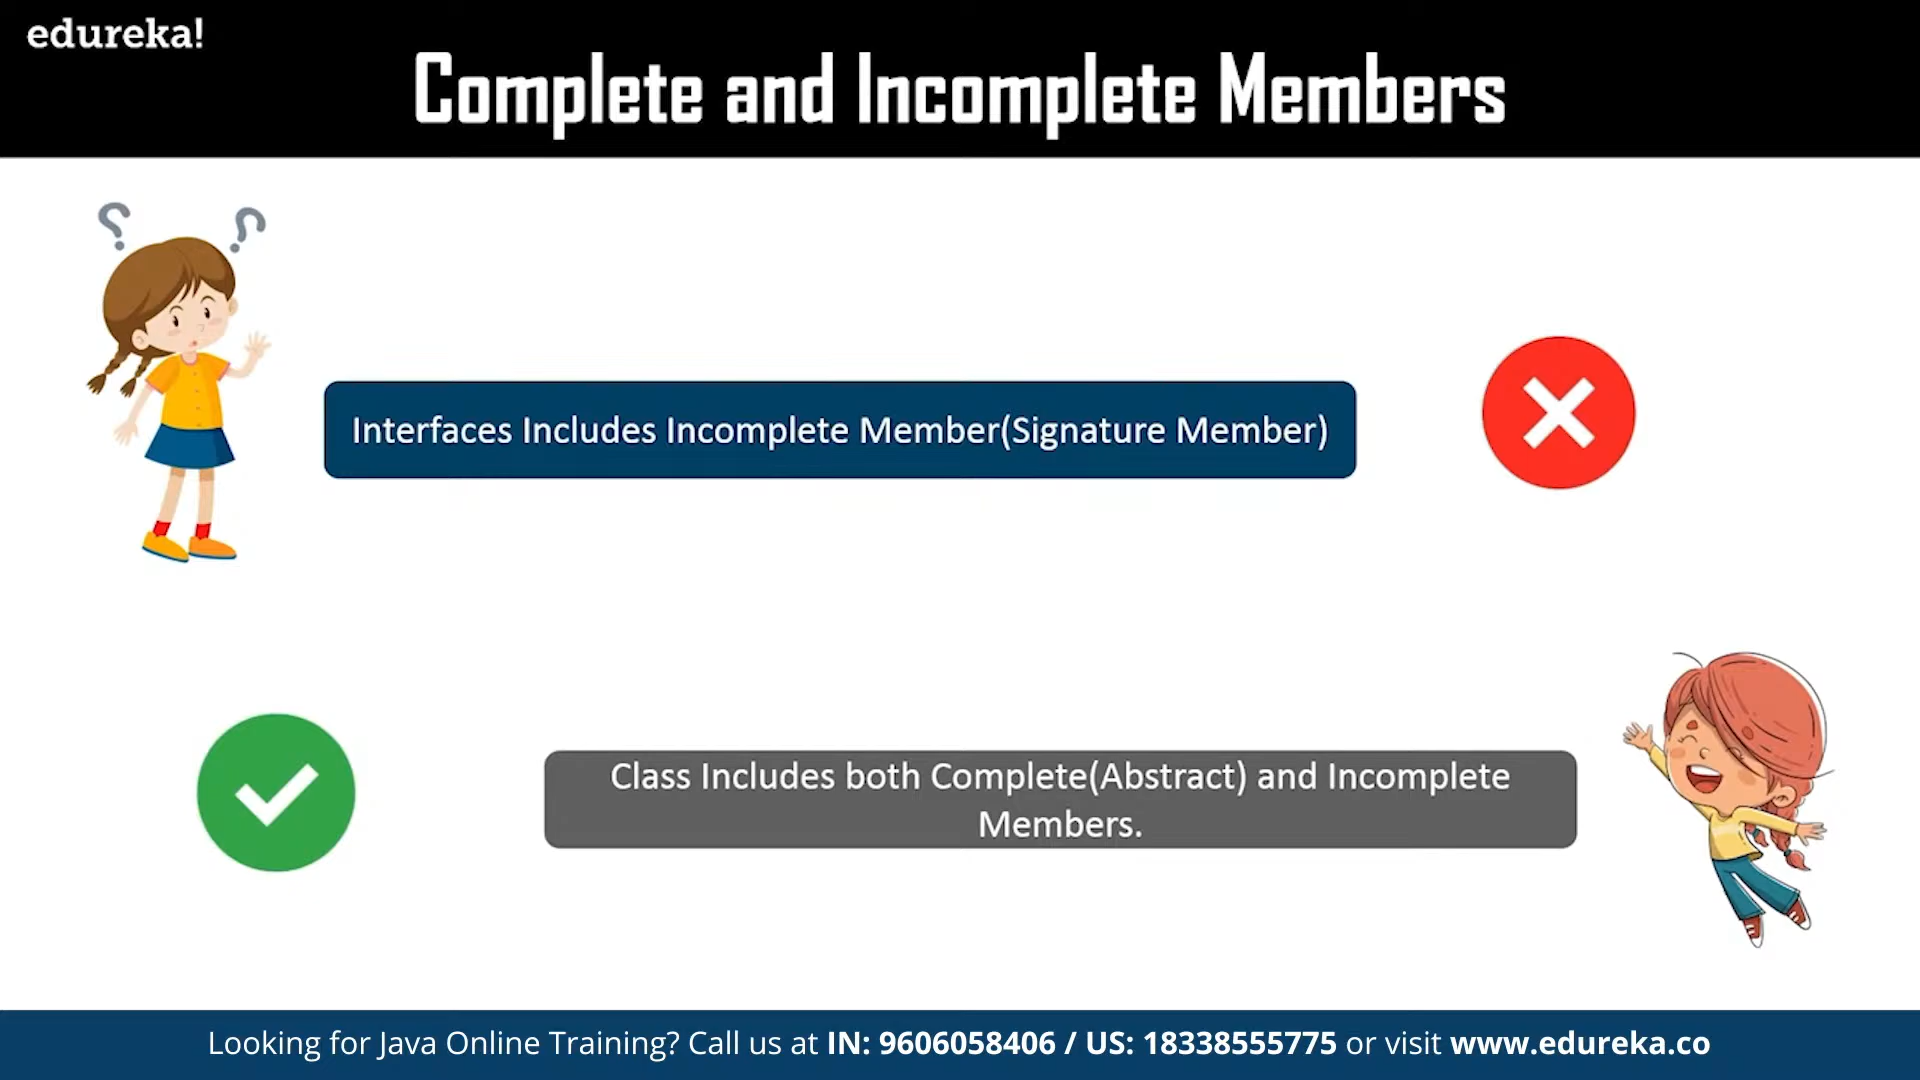 edureka!
Complete and Incomplete Members
? ?
Interfaces Includes Incomplete Member(Signature Member)
Class Includes both Complete(Abstract) and Incomplete
Members.
Looking for Java Online Training? Call us at IN: 9606058406 / US: 18338555775 or visit www.edureka.co